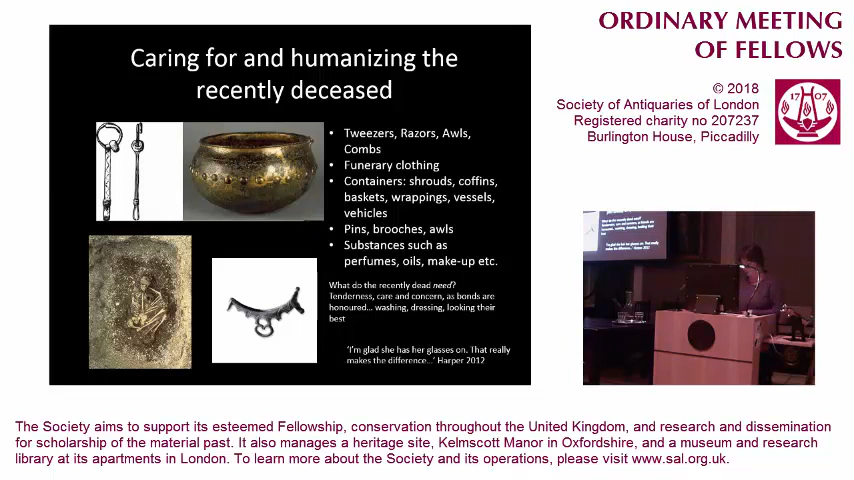 Caring for and humanizing the
recently deceased
• Tweezers, Razors, Awls,
Combs
• Funerary clothing
• Containers: shrouds, coffins,
baskets, wrappings, vessels,
vehicles
• Pins, brooches, awls
• Substances such as
perfumes, oils, make-up etc.
What do the recently dead need?
Tenderness, care and concern, as bonds are
honoured... washing, dressing, looking their
best
'I'm glad she has her glasses on. That really
makes the difference...' Harper 2012
ORDINARY MEETING
OF FELLOWS
© 2018
Society of Antiquaries of London
Registered charity no 207237
Burlington House, Piccadilly
17 07
The Society aims to support its esteemed Fellowship, conservation throughout the United Kingdom, and research and dissemination
for scholarship of the material past. It also manages a heritage site, Kelmscott Manor in Oxfordshire, and a museum and research
library at its apartments in London. To learn more about the Society and its operations, please visit www.sal.org.uk.